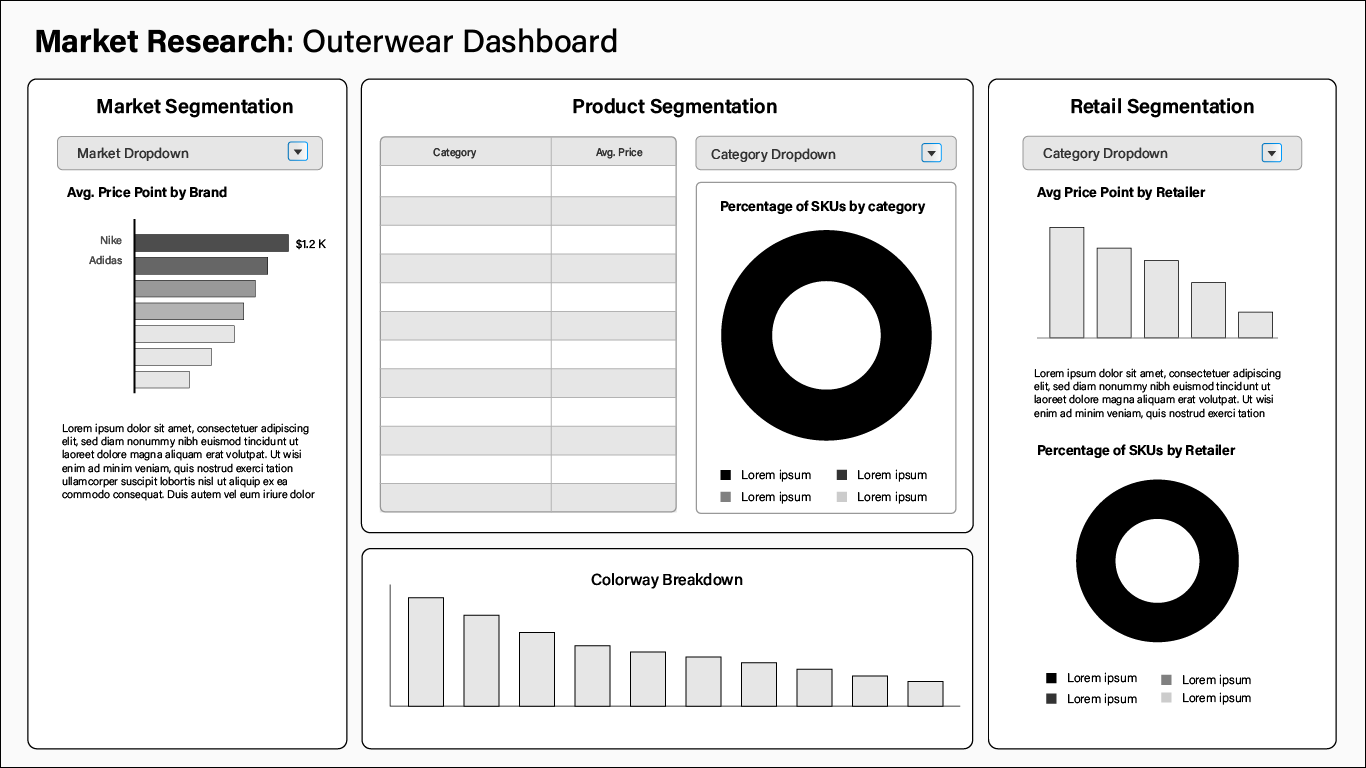 Market Research: Outerwear Dashboard
Market Segmentation
Market Dropdown
Avg. Price Point by Brand
Nike
$1.2 K
Adidas
Lorem ipsum dolor sit amet, consectetuer adipiscing
elit, sed diam nonummy nibh euismod tincidunt ut
laoreet dolore magna aliquam erat volutpat. Ut wisi
enim ad minim veniam, quis nostrud exerci tation
ullamcorper suscipit lobortis nisl ut aliquip ex ea
commodo consequat. Duis autem vel eum iriure dolor
Product Segmentation
Category
Avg. Price
Category Dropdown
Percentage of SKUs by category
Lorem ipsum
Lorem ipsum
Lorem ipsum
Lorem ipsum
Colorway Breakdown
Retail Segmentation
Category Dropdown
Avg Price Point by Retailer
Lorem ipsum dolor sit amet, consectetuer adipiscing
elit, sed diam nonummy nibh euismod tincidunt ut
laoreet dolore magna aliquam erat volutpat. Ut wisi
enim ad minim veniam, quis nostrud exerci tation
Percentage of SKUs by Retailer
Lorem ipsum
Lorem ipsum
Lorem ipsum
Lorem ipsum